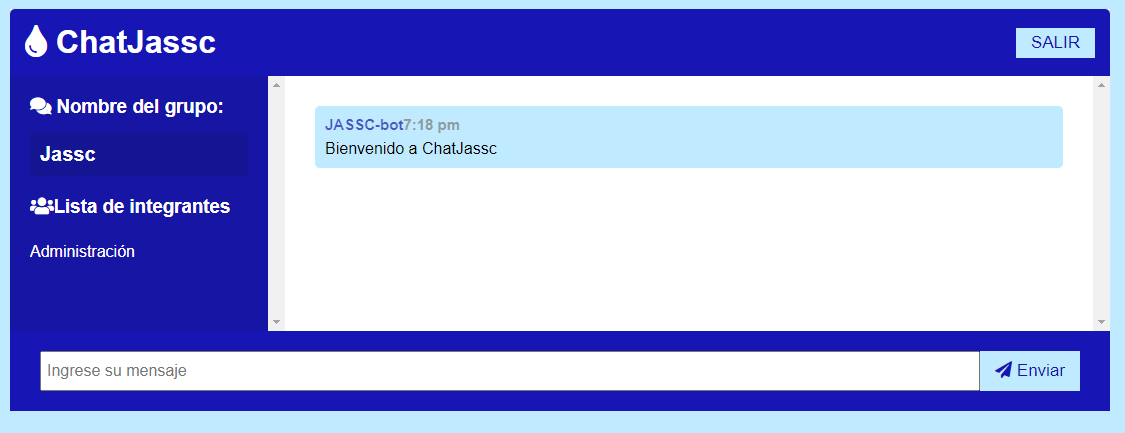 ChatJassc
SALIR
Nombre del grupo:
Jassc
Lista de integrantes
Administración
JASSC-bot7:18 pm
Bienvenido a ChatJassc
Ingrese su mensaje
Enviar